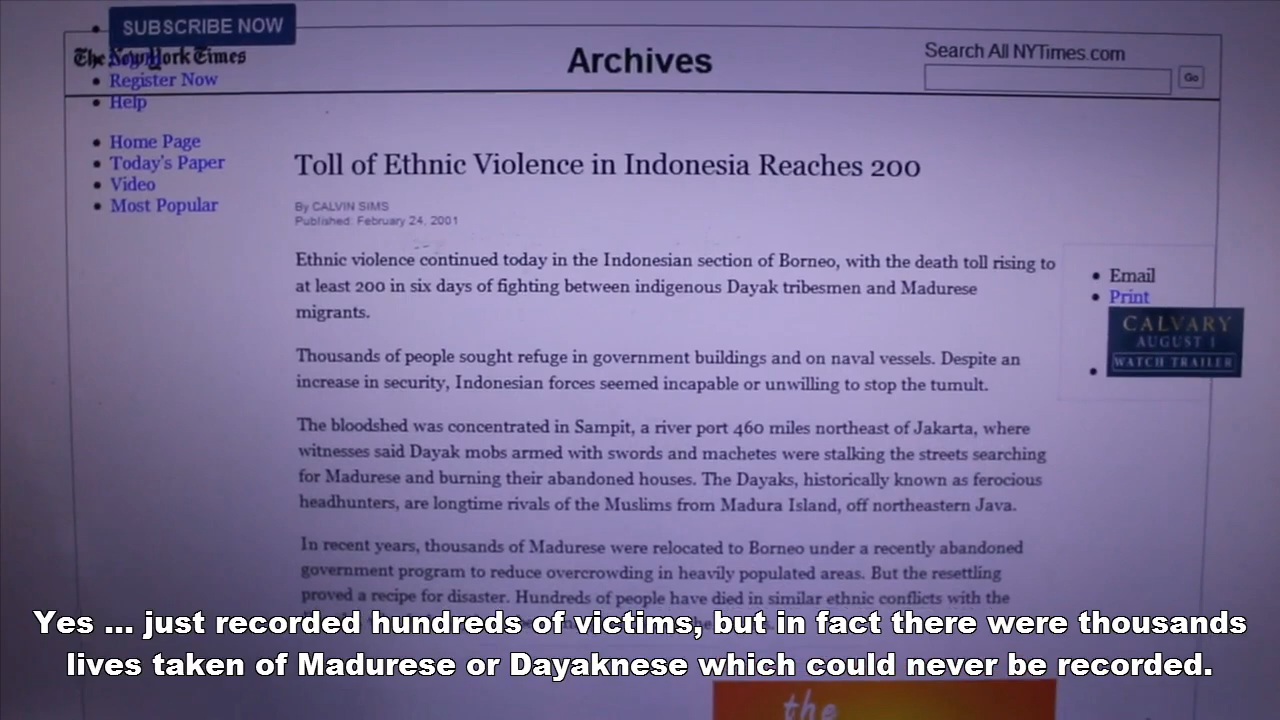 SUBSCRIBE NOW
The New York Times
Register Now
Help
Home Page
Today's Paper
Video
Most Popular
Archives
Search All NYTimes.com
Go
Toll of Ethnic Violence in Indonesia Reaches 200
By CALVIN SIMS
Published: February 24, 2001
Ethnic violence continued today in the Indonesian section of Borneo, with the death toll rising to
at least 200 in six days of fighting between indigenous Dayak tribesmen and Madurese
migrants.
Thousands of people sought refuge in government buildings and on naval vessels. Despite an
increase in security, Indonesian forces seemed incapable or unwilling to stop the tumult.
The bloodshed was concentrated in Sampit, a river port 460 miles northeast of Jakarta, where
witnesses said Dayak mobs armed with swords and machetes were stalking the streets searching
for Madurese and burning their abandoned houses. The Dayaks, historically known as ferocious
headhunters, are longtime rivals of the Muslims from Madura Island, off northeastern Java.
In recent years, thousands of Madurese were relocated to Borneo under a recently abandoned
government program to reduce overcrowding in heavily populated areas. But the resettling
proved a recipe for disaster. Hundreds of people have died in similar ethnic conflicts with the
Email
Print
CALVARY
AUGUST 1
WATCH TRAILER
Yes ... just recorded hundreds of victims, but in fact there were thousands
lives taken of Madurese or Dayaknese which could never be recorded.
the